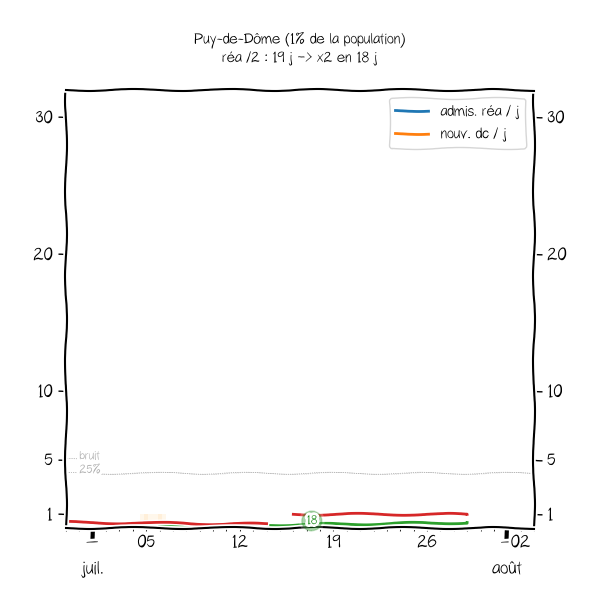 Puy-de-Dôme (1% de la population)
réa /2 : 19 j -> x2 en 18 j
admis. réa / j
nouv. dc / j
30
30
20
20
10
10
5
bruit
5
25%
1
18
1
05
12
19
26
02
juil.
août